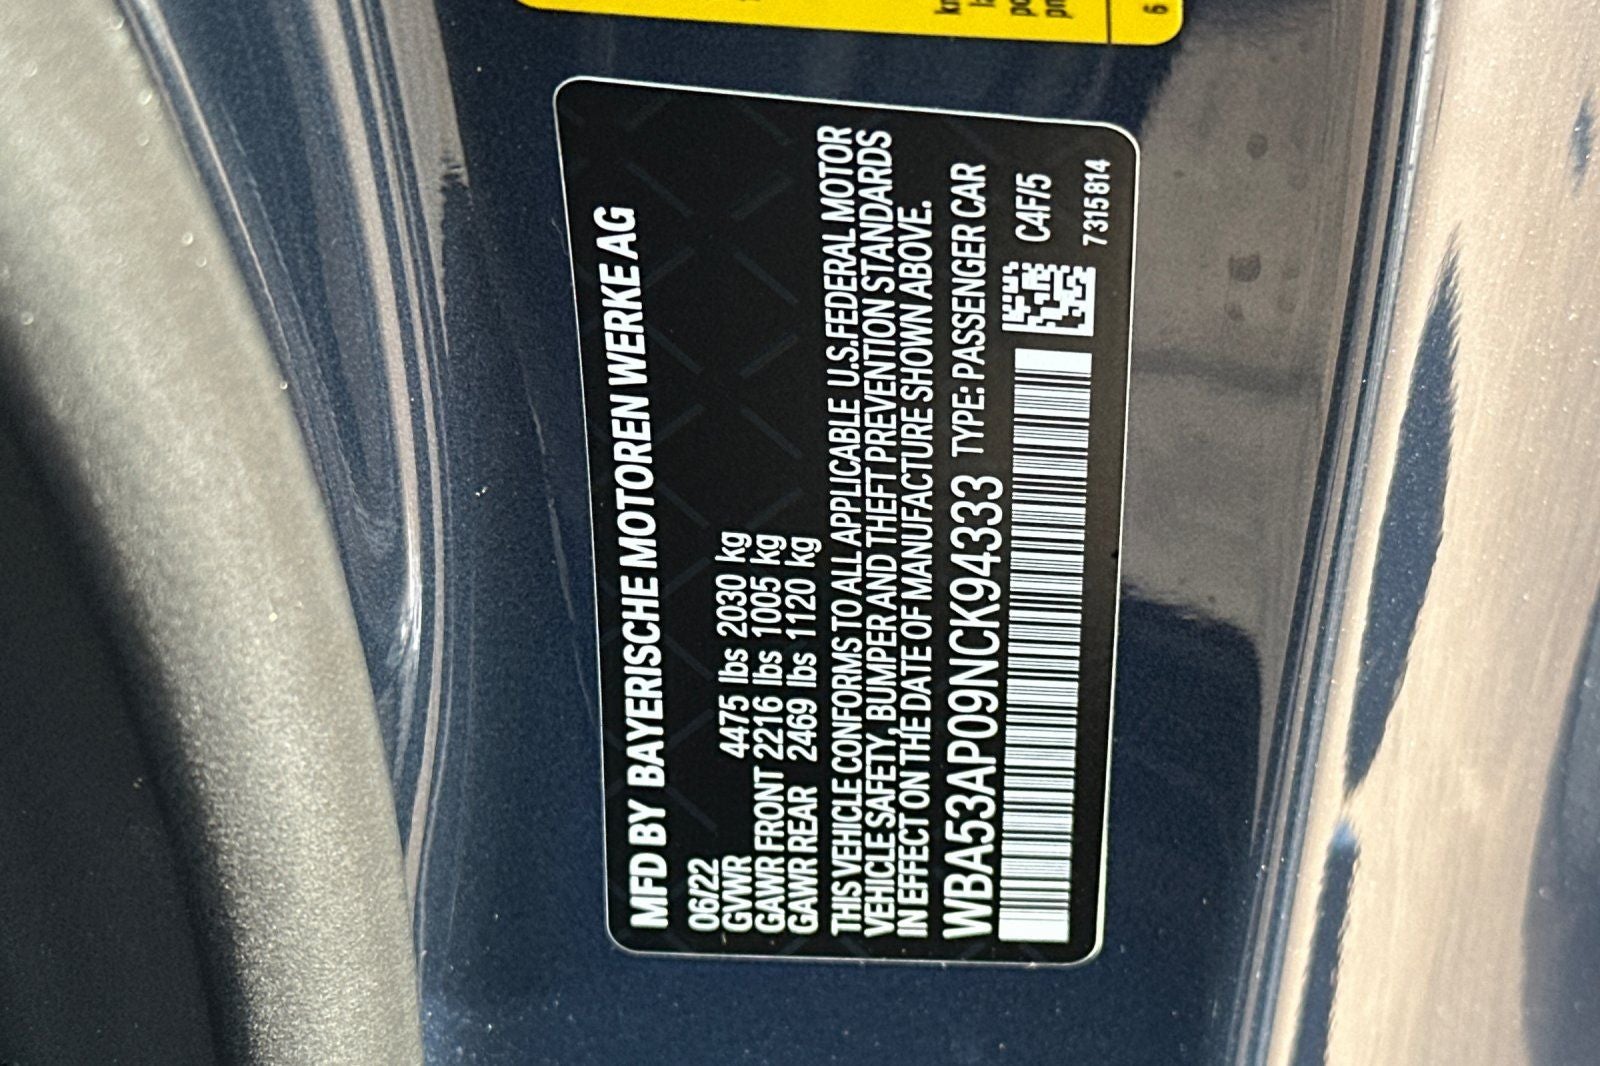 MFD BY BAYERISCHE MOTOREN WERKE AG
06/22
GVWR 4475 lbs 2030 kg
GAWR FRONT 2216 lbs 1005 kg
GAWR REAR 2469 lbs 1120 kg
THIS VEHICLE CONFORMS TO ALL APPLICABLE U.S.FEDERAL MOTOR
VEHICLE SAFETY, BUMPER AND THEFT PREVENTION STANDARDS
IN EFFECT ON THE DATE OF MANUFACTURE SHOWN ABOVE.
WBA53AP09NCK94333 TYPE: PASSENGER CAR
C4F/5
7315814
6